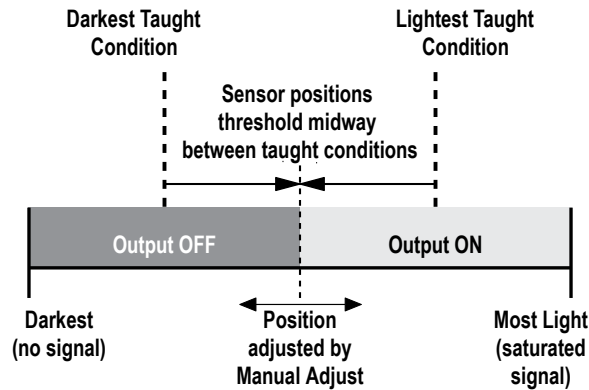 Darkest Taught
Condition
Lightest Taught
Condition
Sensor positions
threshold midway
between taught conditions
Output OFF
Output ON
Darkest
(no signal)
Position
adjusted by
Manual Adjust
Most Light
(saturated
signal)